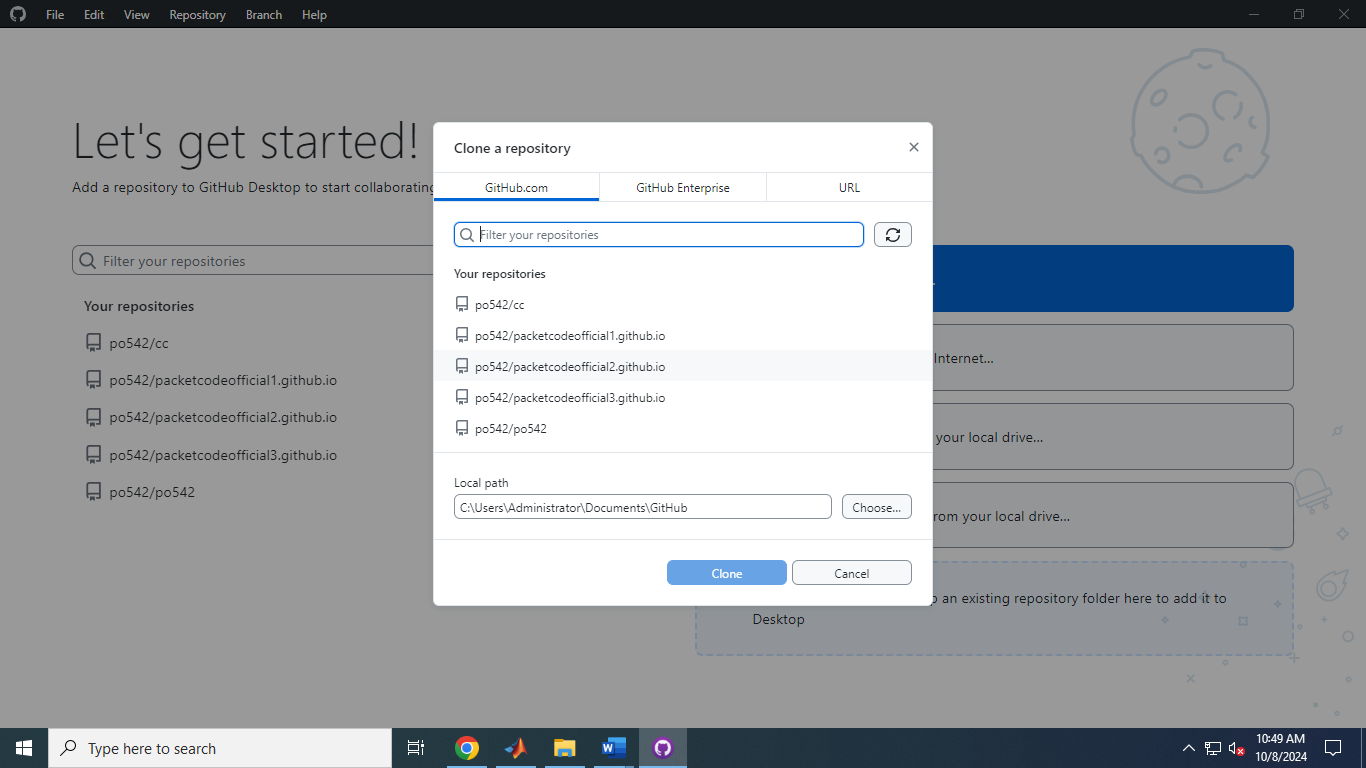 File Edit View Repository Branch Help
Let's get started!
Add a repository to GitHub Desktop to start collaborating
Filter your repositories
Your repositories
po542/cc
po542/packetcodeofficial1.github.io
po542/packetcodeofficial2.github.io
po542/packetcodeofficial3.github.io
po542/po542
Clone a repository
GitHub.com GitHub Enterprise URL
Filter your repositories
Your repositories
po542/cc
po542/packetcodeofficial1.github.io
po542/packetcodeofficial2.github.io
po542/packetcodeofficial3.github.io
po542/po542
Local path
C:\Users\Administrator\Documents\GitHub Choose...
Clone Cancel
Internet...
your local drive...
from your local drive...
an existing repository folder here to add it to
Desktop
Type here to search
10:49 AM
10/8/2024